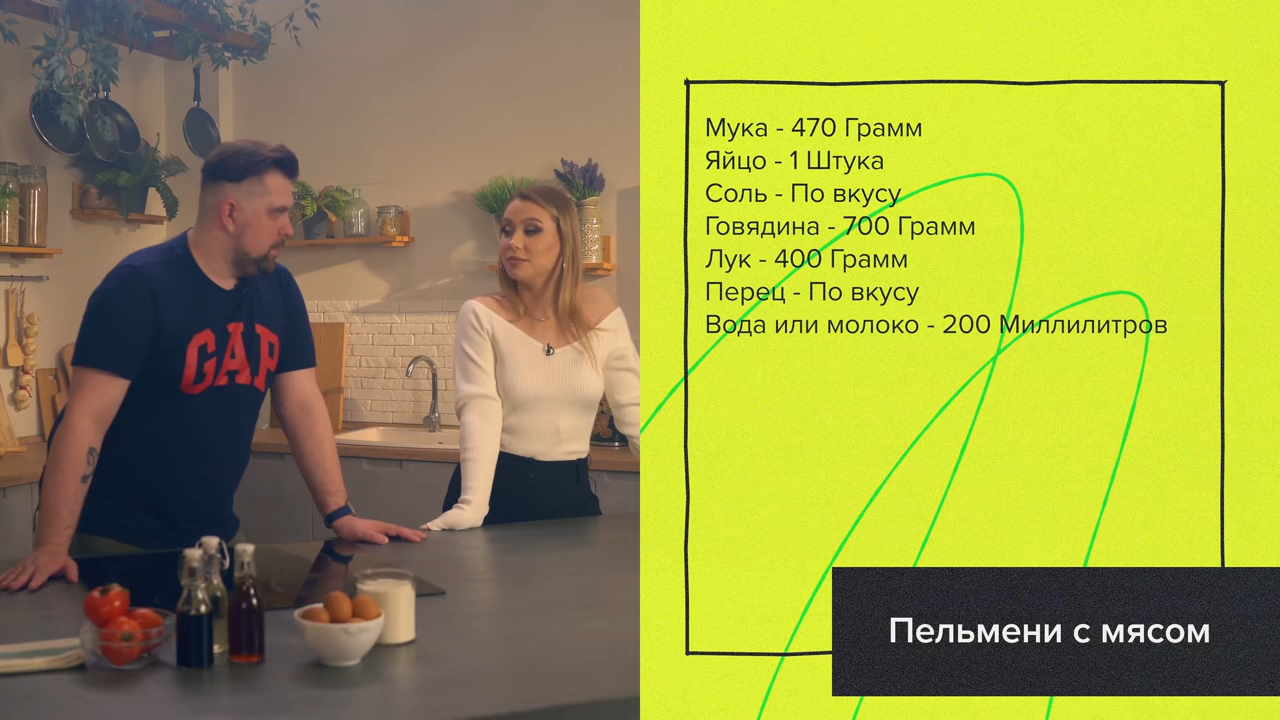 GAP
Мука - 470 Грамм
Яйцо - 1 Штука
Соль - По вкусу
Говядина - 700 Грамм
Лук - 400 Грамм
Перец - По вкусу
Вода или молоко - 200 Миллилитров
Пельмени с мясом